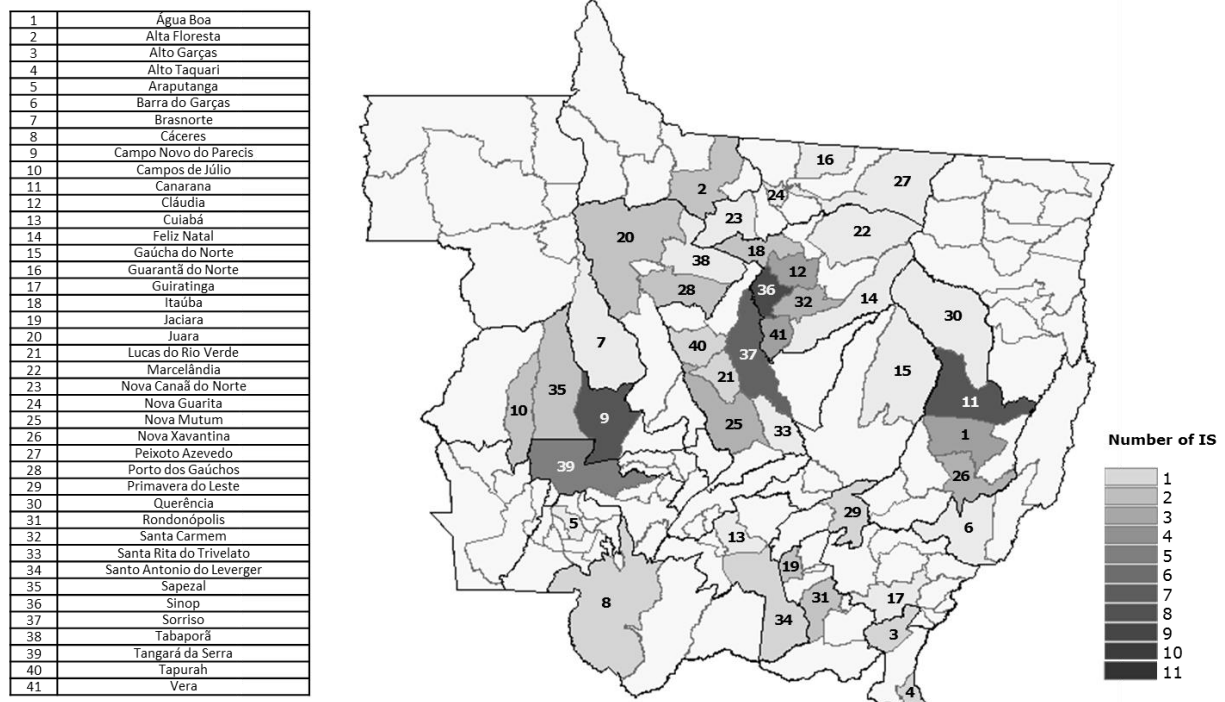 1 Água Boa
2 Alta Floresta
3 Alto Garças
4 Alto Taquari
5 Araputanga
6 Barra do Garças
7 Brasnorte
8 Cáceres
9 Campo Novo do Parecis
10 Campos de Júlio
11 Canarana
12 Cláudia
13 Cuiabá
14 Feliz Natal
15 Gaúcha do Norte
16 Guarantã do Norte
17 Guiratinga
18 Itaúba
19 Jaciara
20 Juara
21 Lucas do Rio Verde
22 Marcelândia
23 Nova Canaã do Norte
24 Nova Guarita
25 Nova Mutum
26 Nova Xavantina
27 Peixoto Azevedo
28 Porto dos Gaúchos
29 Primavera do Leste
30 Querência
31 Rondonópolis
32 Santa Carmem
33 Santa Rita do Trivelato
34 Santo Antonio do Leverger
35 Sapezal
36 Sinop
37 Sorriso
38 Tabaporã
39 Tangará da Serra
40 Tapurah
41 Vera
16
27
2
24
23
22
20
18
38
12
36
28
32
14
30
41
7
40
37
15
21
35
11
10
9
25
33
1
39
26
29
5
6
13
19
8
31
17
34
3
4
Number of IS
1
2
3
4
5
6
7
8
9
10
11